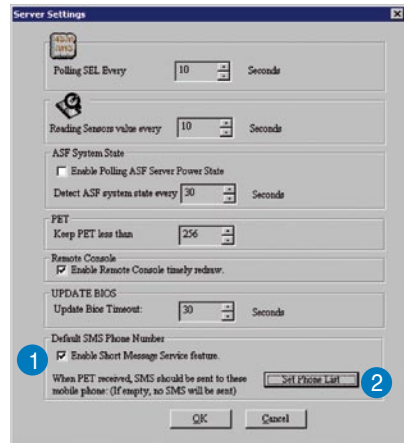 Server Settings
Polling SEL Every 10 Seconds
Reading Sensors value every 10 Seconds
ASF System State
Enable Polling ASF Server Power State
Detect ASF system state every 30 Seconds
PET
Keep PET less than 256
Remote Console
Enable Remote Console timely redraw.
UPDATE BIOS
Update Bios Timeout: 30 Seconds
Default SMS Phone Number
1 Enable Short Message Service feature.
When PET received, SMS should be sent to these Set Phone List 2
mobile phone: (If empty, no SMS will be sent)
OK Cancel